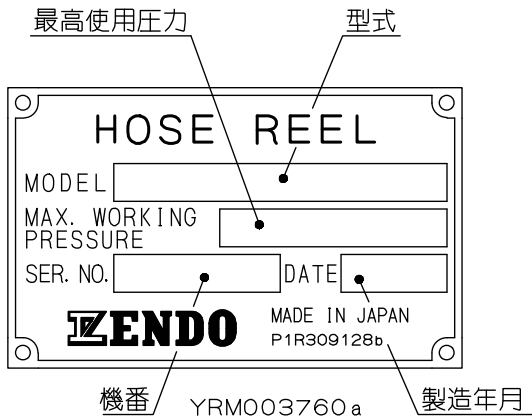 最高使用圧力 型式
HOSE REEL
MODEL
MAX. WORKING
PRESSURE
SER. NO. DATE
ENDO MADE IN JAPAN
P1R309128b
機番 YRM003760a 製造年月